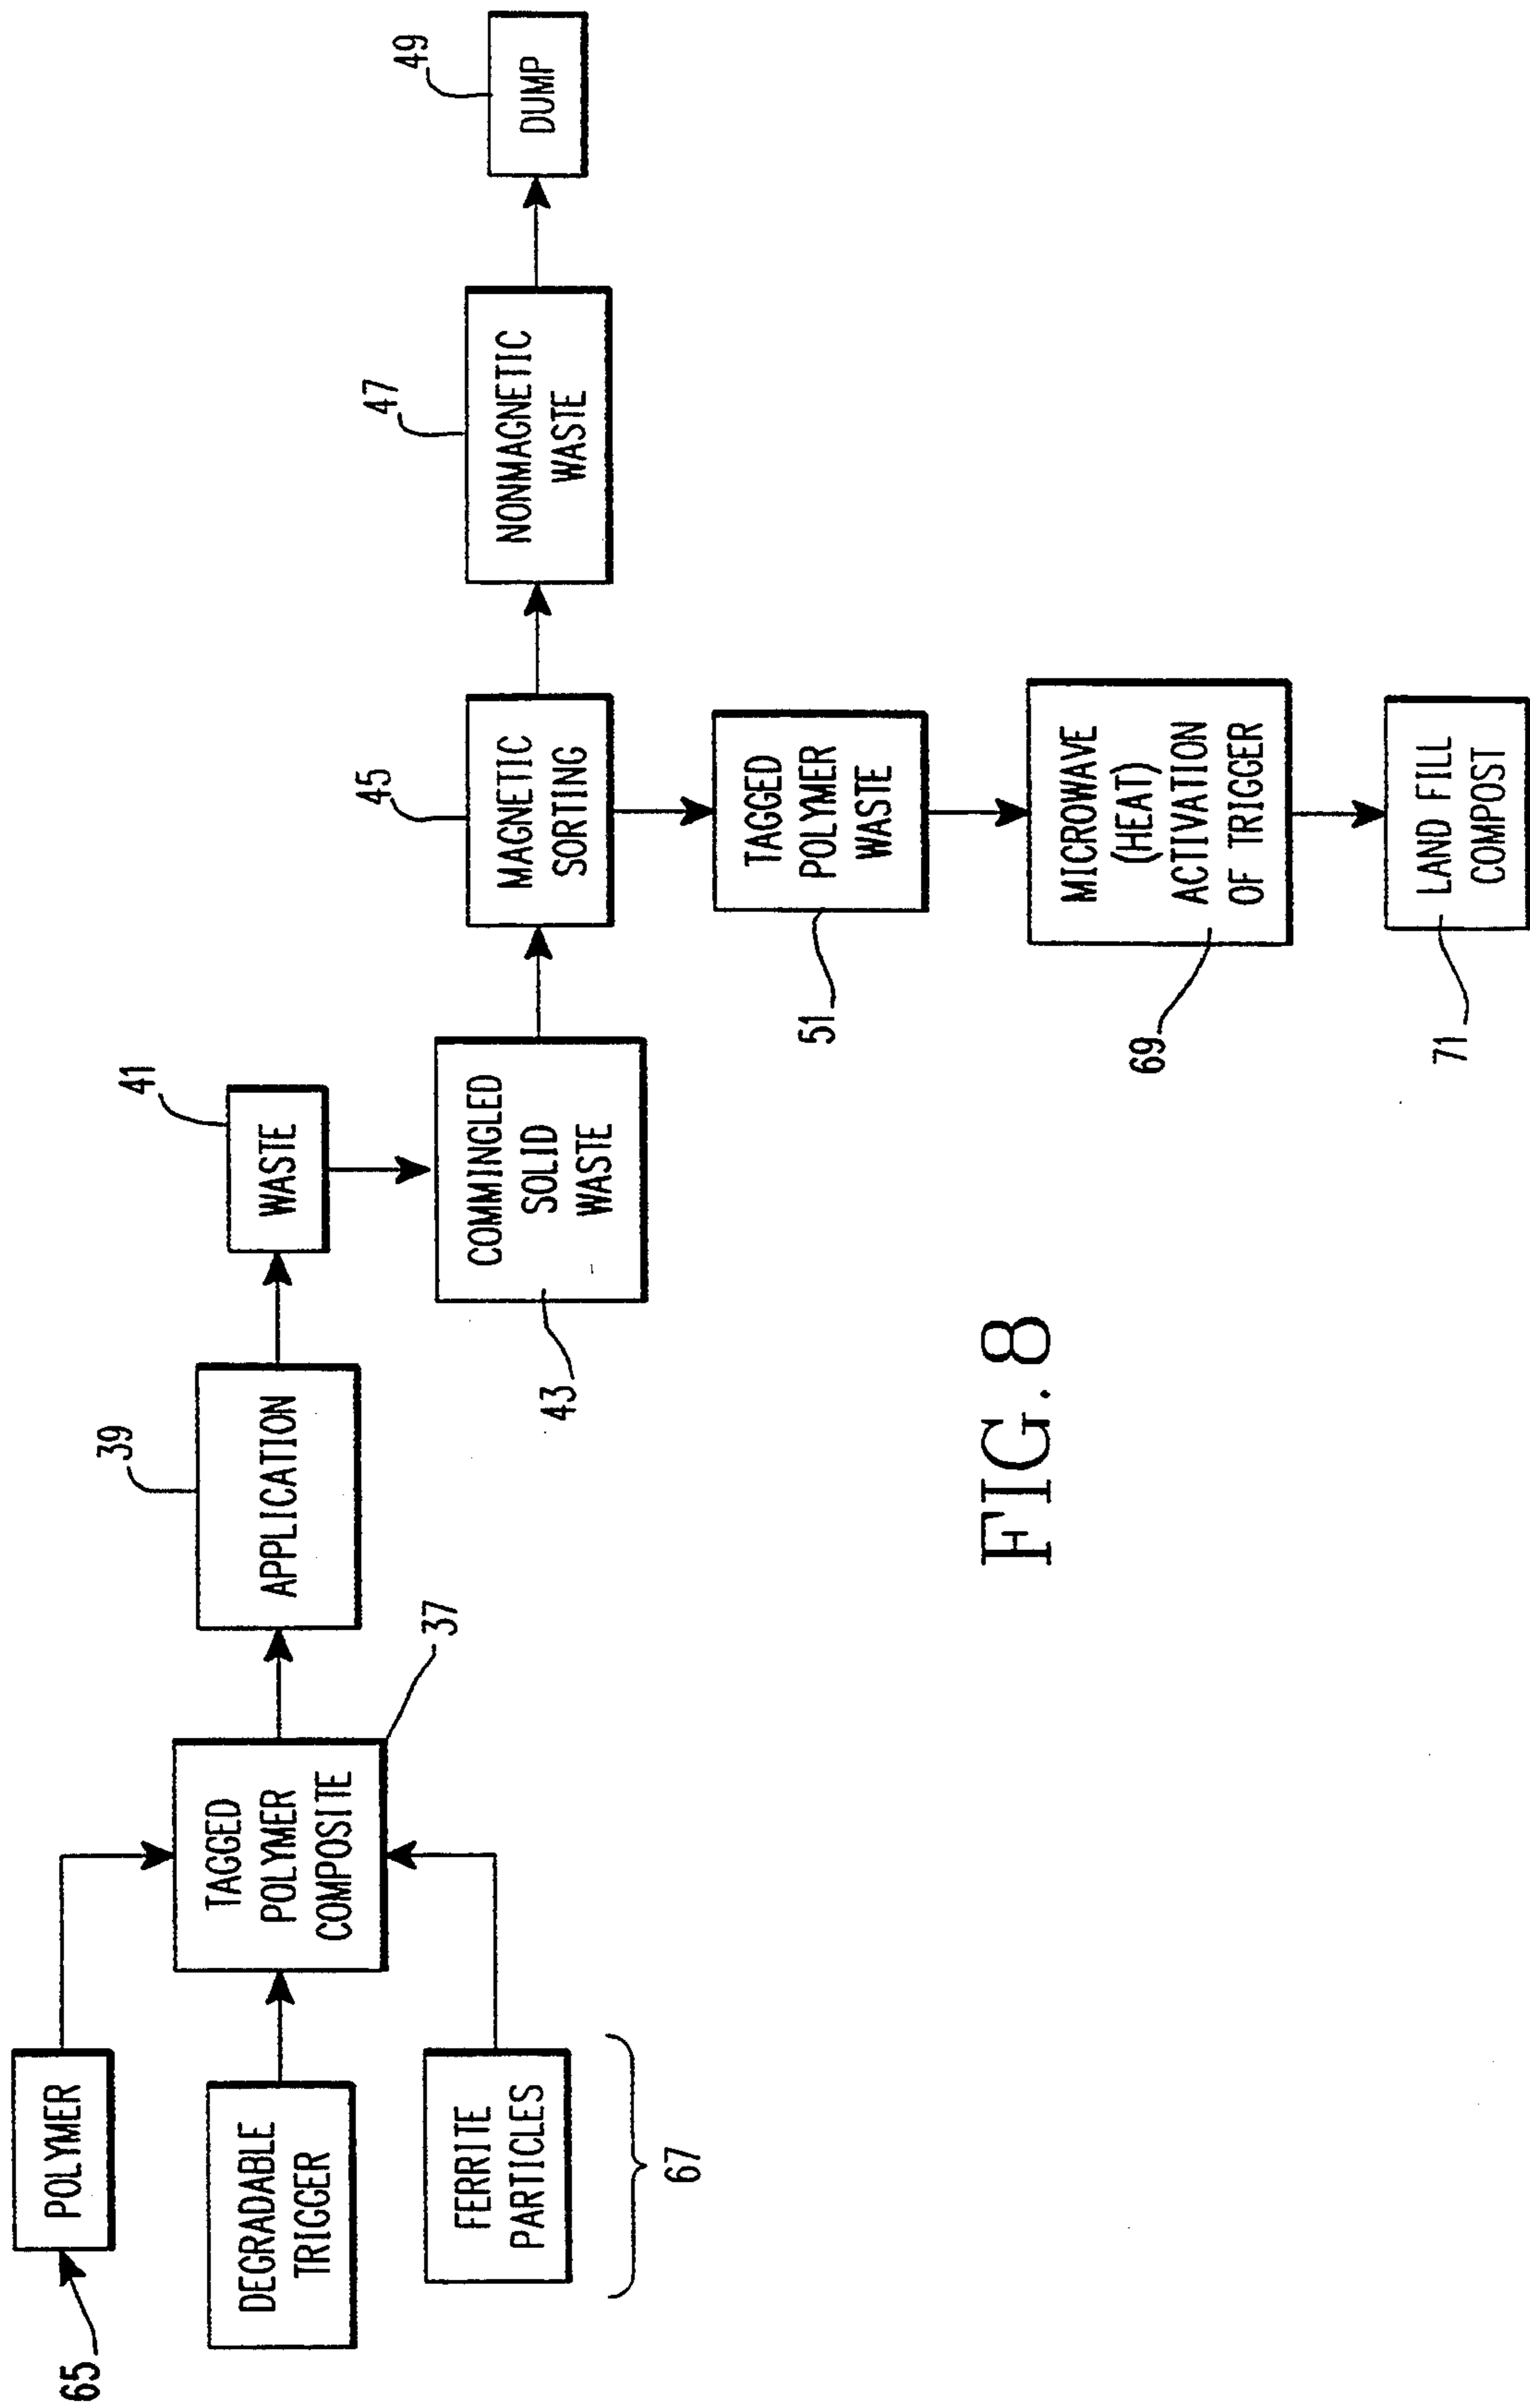 65
POLYMER
DEGRADABLE
TRIGGER
FERRITE
PARTICLES
67
TAGGED
POLYMER
COMPOSITE
37
39
APPLICATION
41
WASTE
COMMINGLED
SOLID
WASTE
43
45
MAGNETIC
SORTING
47
NONMAGNETIC
WASTE
49
DUMP
TAGGED
POLYMER
WASTE
51
MICROWAVE
(HEAT)
ACTIVATION
OF TRIGGER
69
LAND FILL
COMPOST
71
FIG. 8